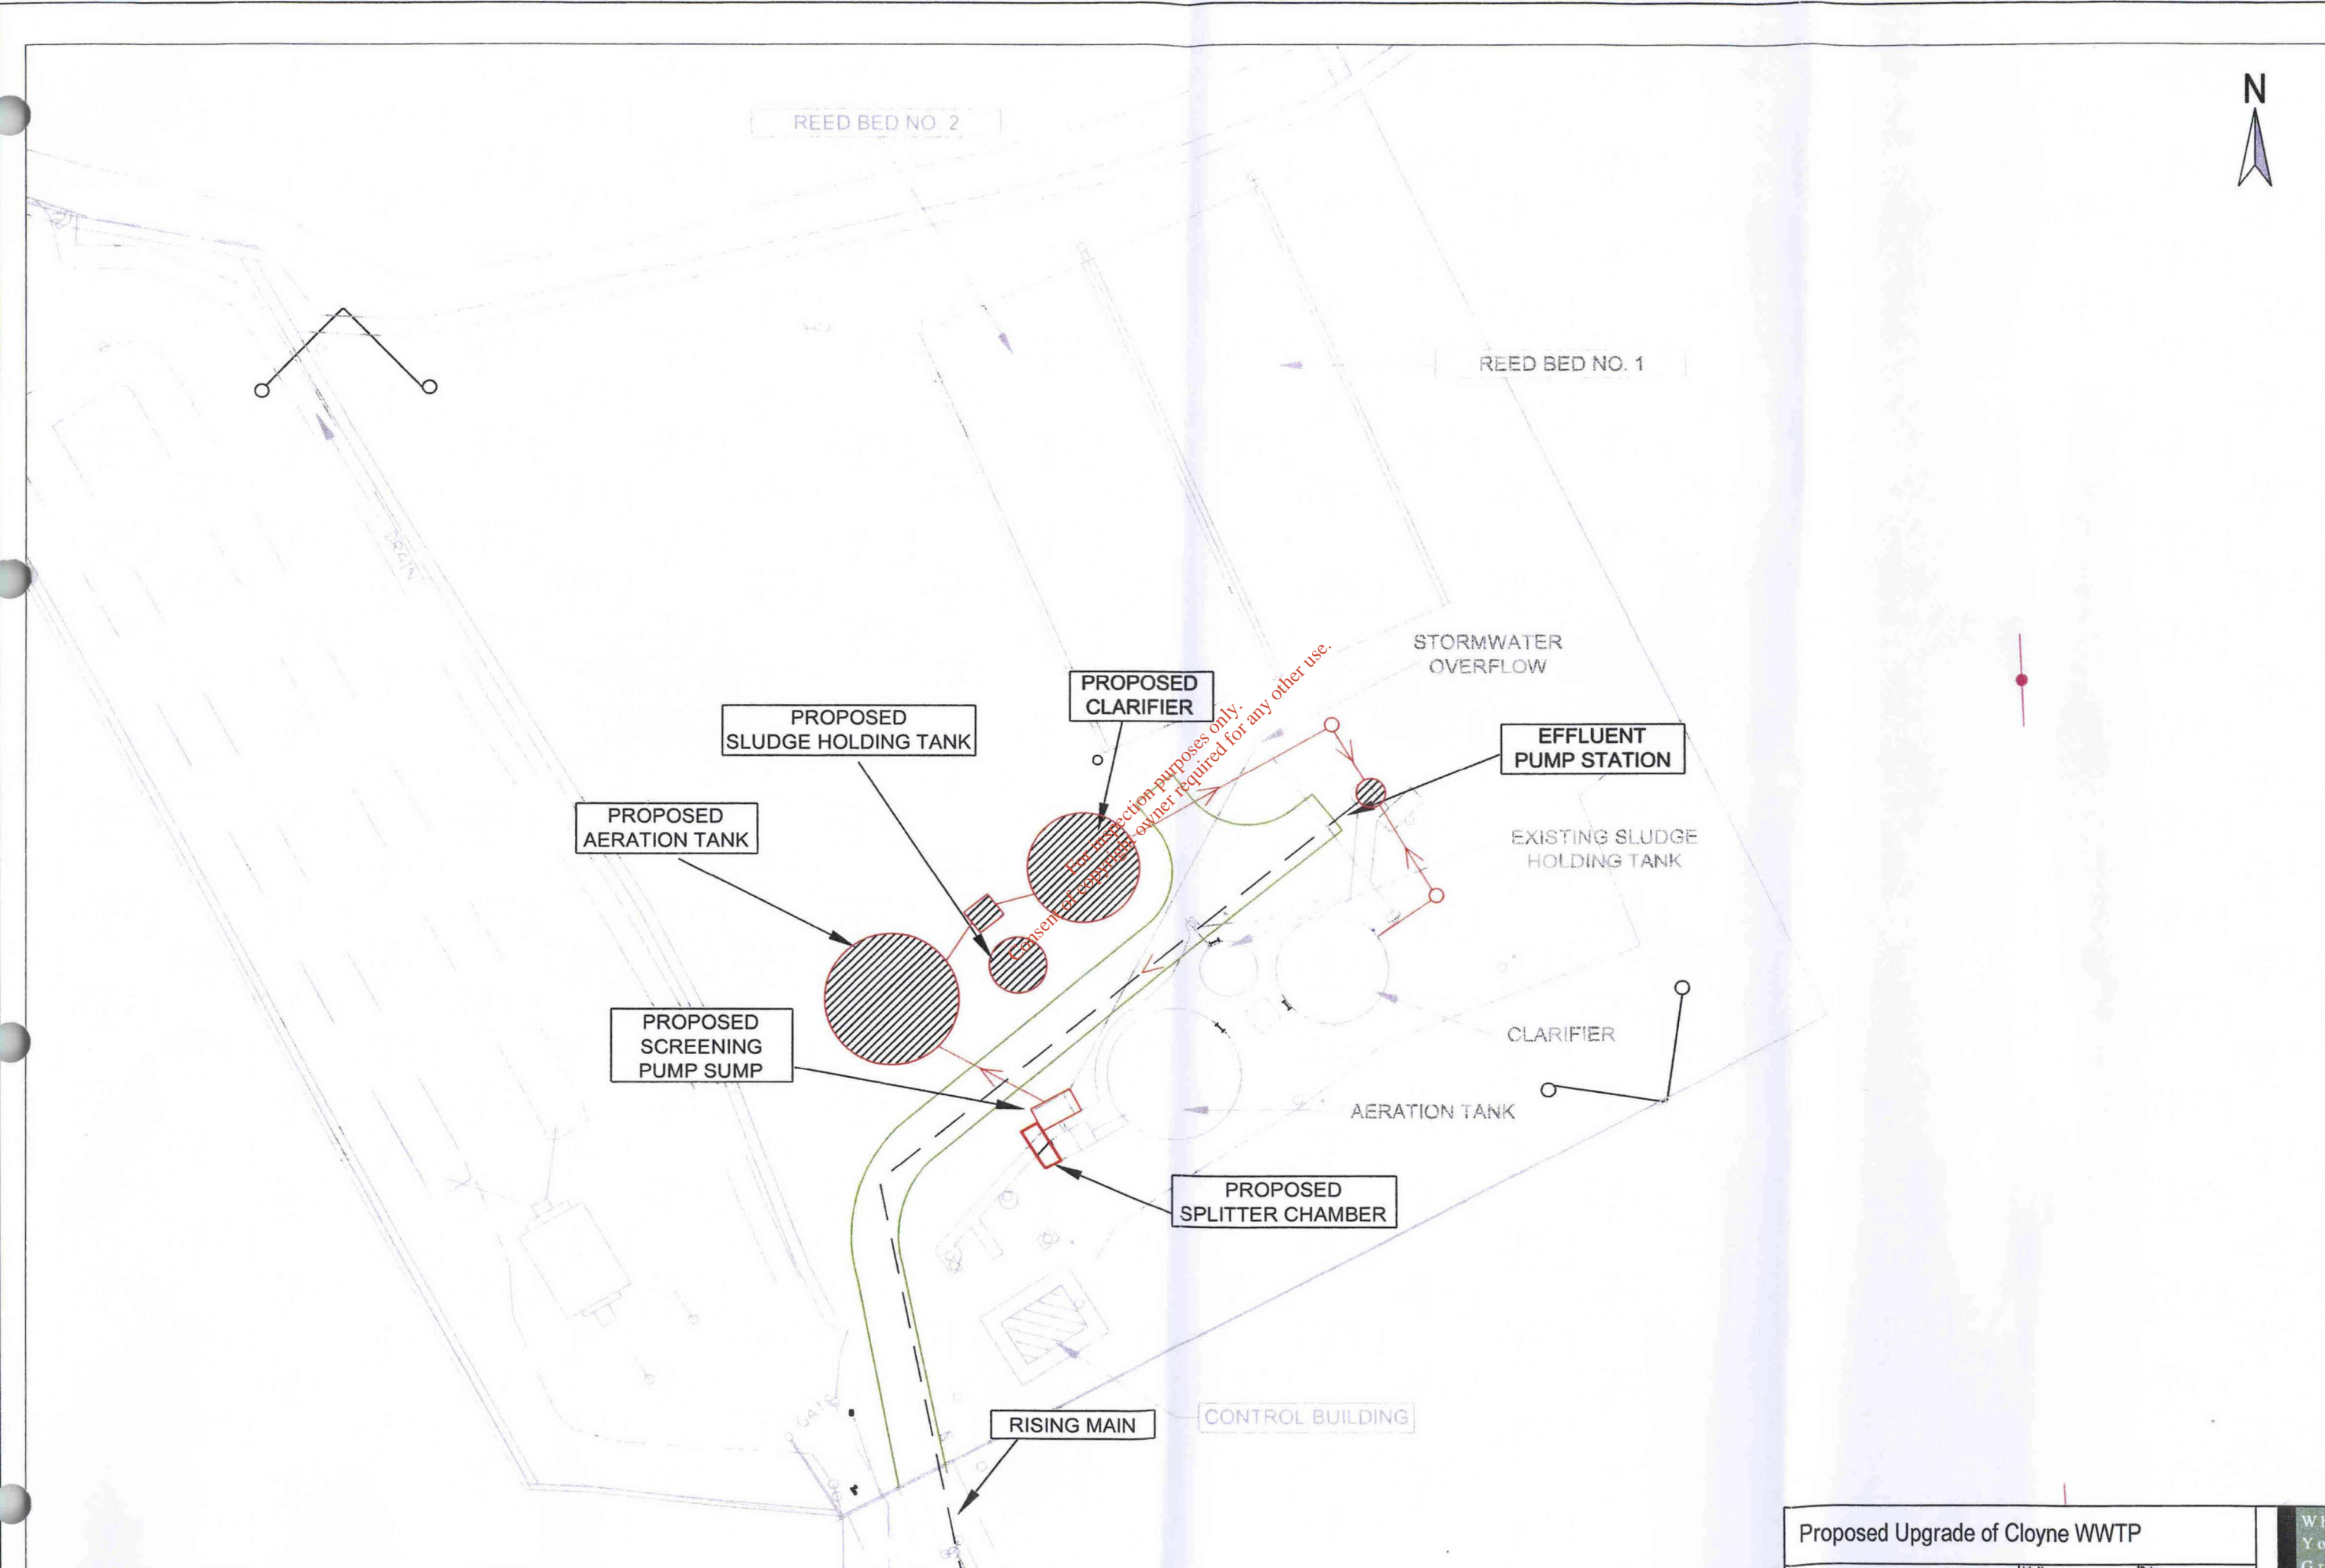 N
REED BED NO. 2
REED BED NO. 1
DRAIN
STORMWATER
OVERFLOW
PROPOSED
CLARIFIER
PROPOSED
SLUDGE HOLDING TANK
EFFLUENT
PUMP STATION
PROPOSED
AERATION TANK
EXISTING SLUDGE
HOLDING TANK
For inspection purposes only.
Consent of copyright owner required for any other use.
PROPOSED
SCREENING
PUMP SUMP
CLARIFIER
AERATION TANK
PROPOSED
SPLITTER CHAMBER
GATE
RISING MAIN
CONTROL BUILDING
Proposed Upgrade of Cloyne WWTP